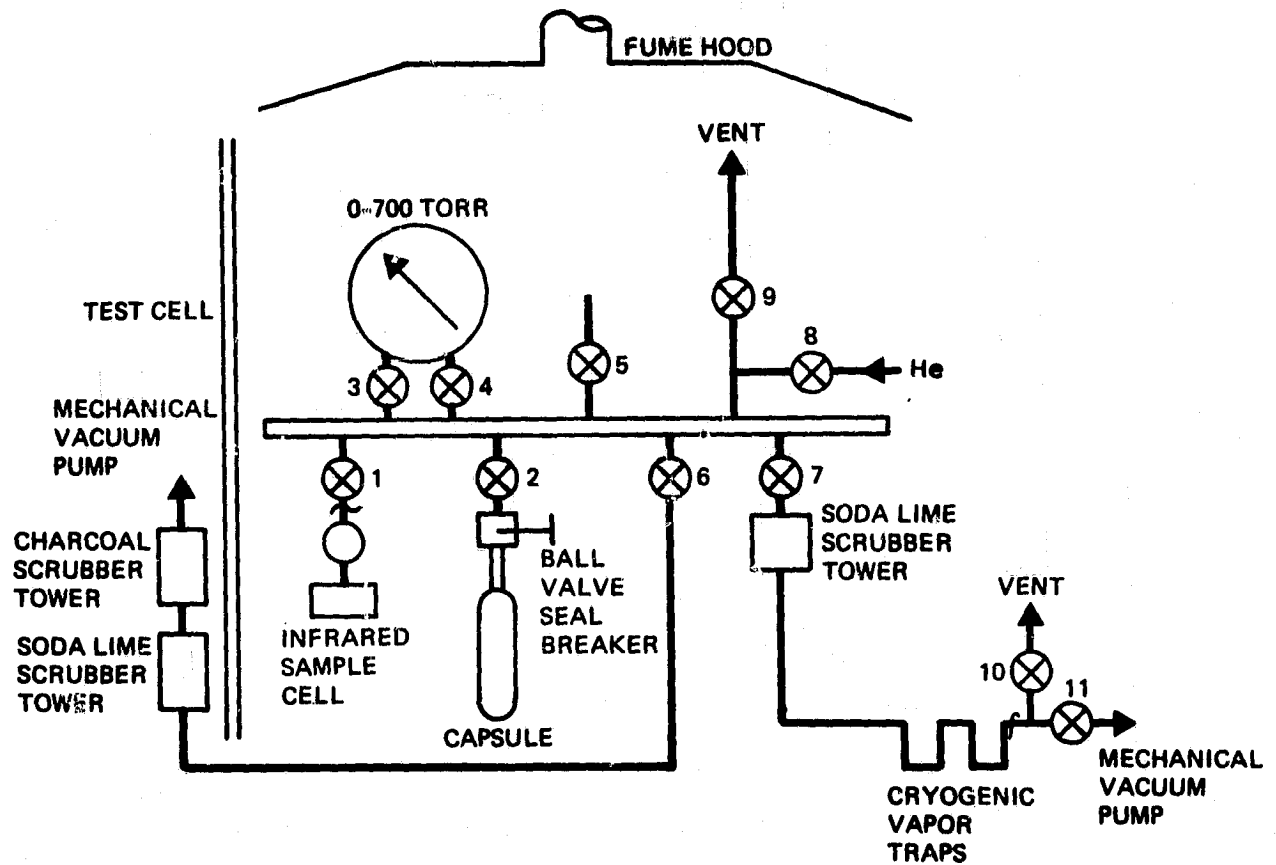 FUME HOOD
VENT
0-700 TORR
9
8
He
TEST CELL
5
3
4
MECHANICAL
VACUUM
PUMP
1
2
6
7
CHARCOAL
SCRUBBER
TOWER
SODA LIME
SCRUBBER
TOWER
INFRARED
SAMPLE
CELL
BALL
VALVE
SEAL
BREAKER
CAPSULE
SODA LIME
SCRUBBER
TOWER
VENT
10
11
MECHANICAL
VACUUM
PUMP
CRYOGENIC
VAPOR
TRAPS